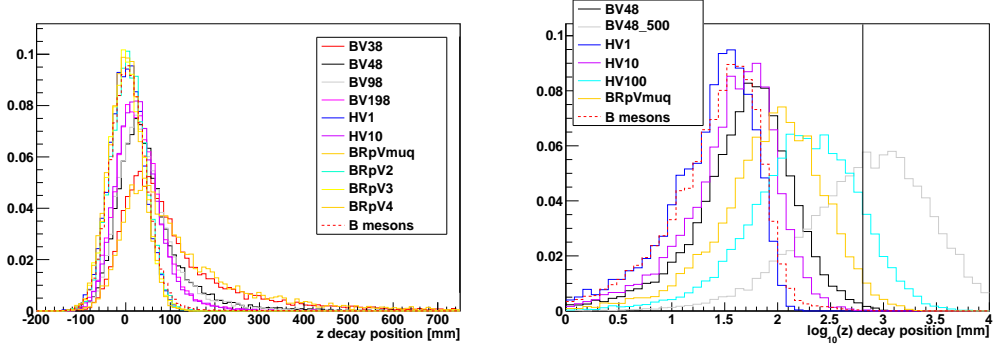 0.1
0.08
0.06
0.04
0.02
0
-200 -100 0 100 200 300 400 500 600 700
z decay position [mm]
BV38
BV48
BV98
BV198
HV1
HV10
BRpVmuq
BRpV2
BRpV3
BRpV4
B mesons
0.1
0.08
0.06
0.04
0.02
0
0 0.5 1 1.5 2 2.5 3 3.5 4
log10(z) decay position [mm]
BV48
BV48_500
HV1
HV10
HV100
BRpVmuq
B mesons